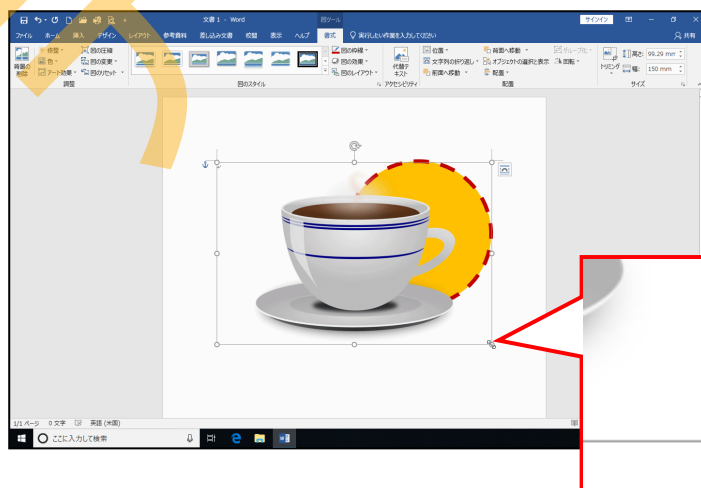 文書 1 - Word
図ツール
サインイン
ファイル ホーム 挿入 デザイン レイアウト 参考資料 差し込み文書 校閲 表示 ヘルプ 書式 実行したい作業を入力してください 共有
背景の
削除
修整
色
アート効果
図の圧縮
図の変更
図のリセット
調整
図のスタイル
図の枠線
図の効果
図のレイアウト
代替テ
キスト
アクセシビリティ
位置
文字列の折り返し
前面へ移動
背面へ移動
オブジェクトの選択と表示
配置
グループ化
回転
配置
トリミング
高さ: 99.29 mm
幅: 150 mm
サイズ
1/1 ページ 0 文字 英語 (米国)
ここに入力して検索